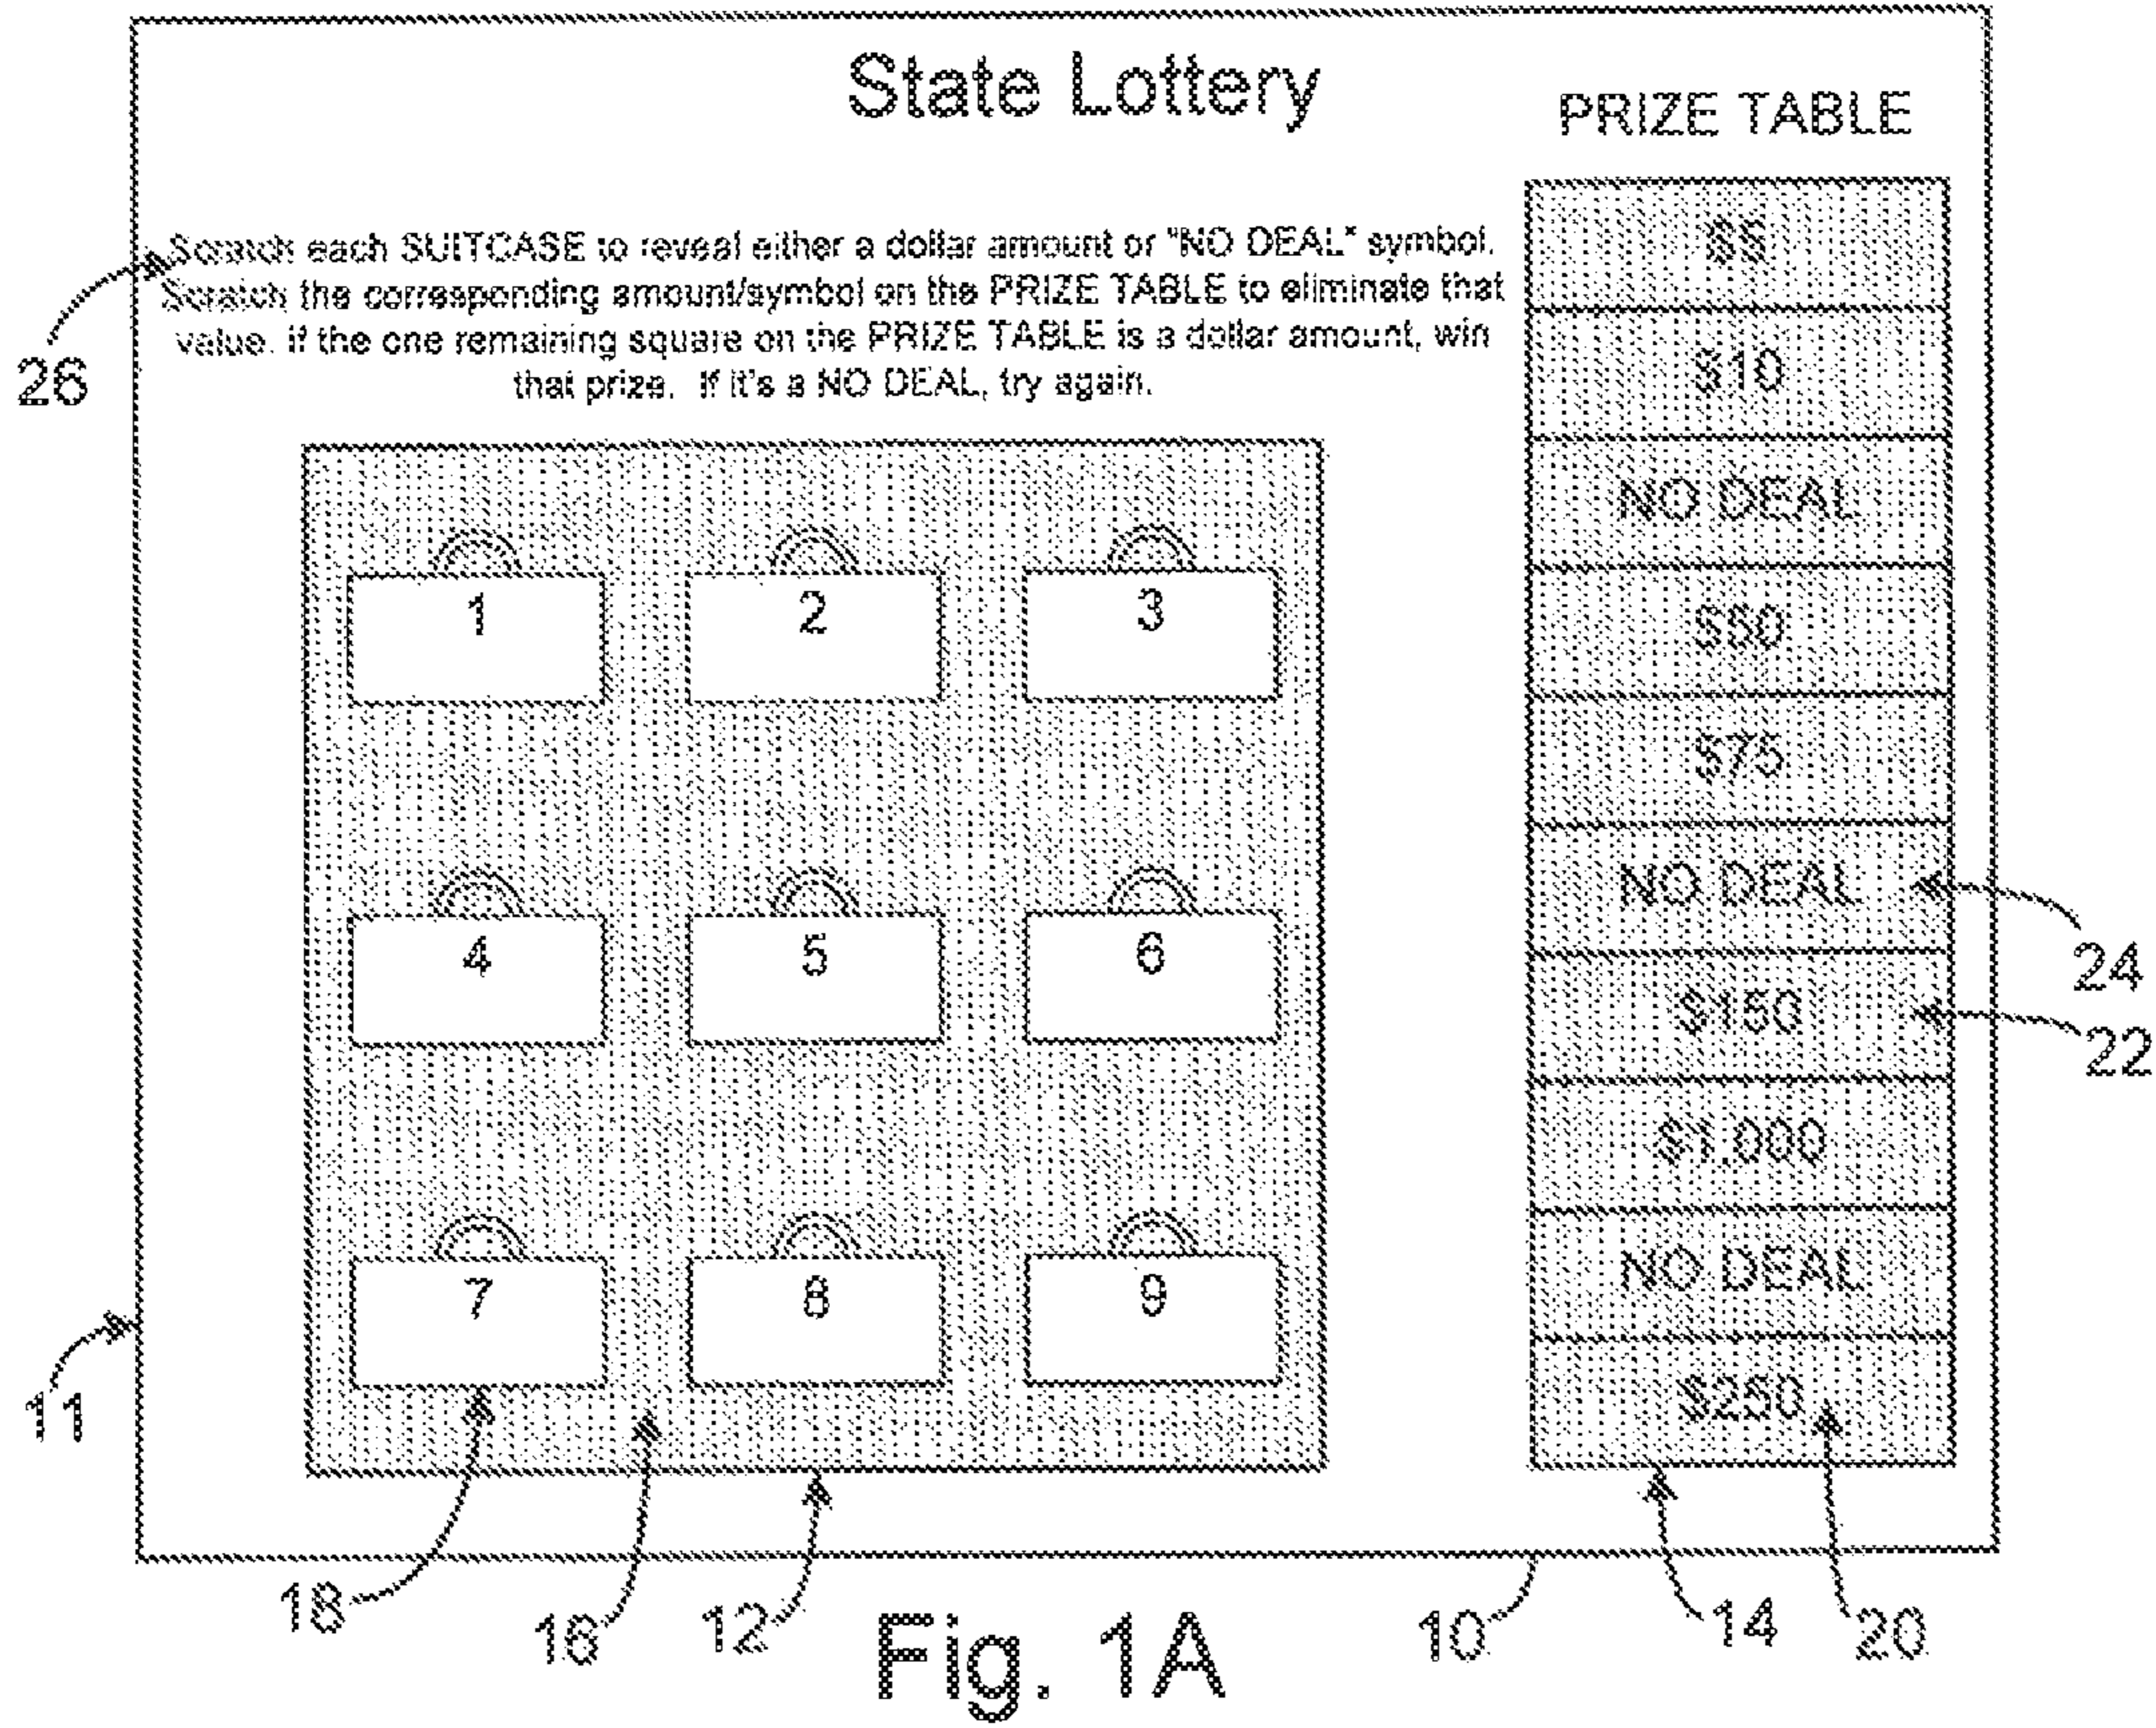 State Lottery
PRIZE TABLE
Scratch each SUITCASE to reveal either a dollar amount or "NO DEAL" symbol.
Scratch the corresponding amount/symbol on the PRIZE TABLE to eliminate that
value. If the one remaining square on the PRIZE TABLE is a dollar amount, win
that prize. If it's a NO DEAL, try again.
26
$5
$10
NO DEAL
$50
$75
NO DEAL
$150
$1,000
NO DEAL
$250
1 2 3
4 5 6
7 8 9
24
22
11
18 16 12 10 14 20
Fig. 1A